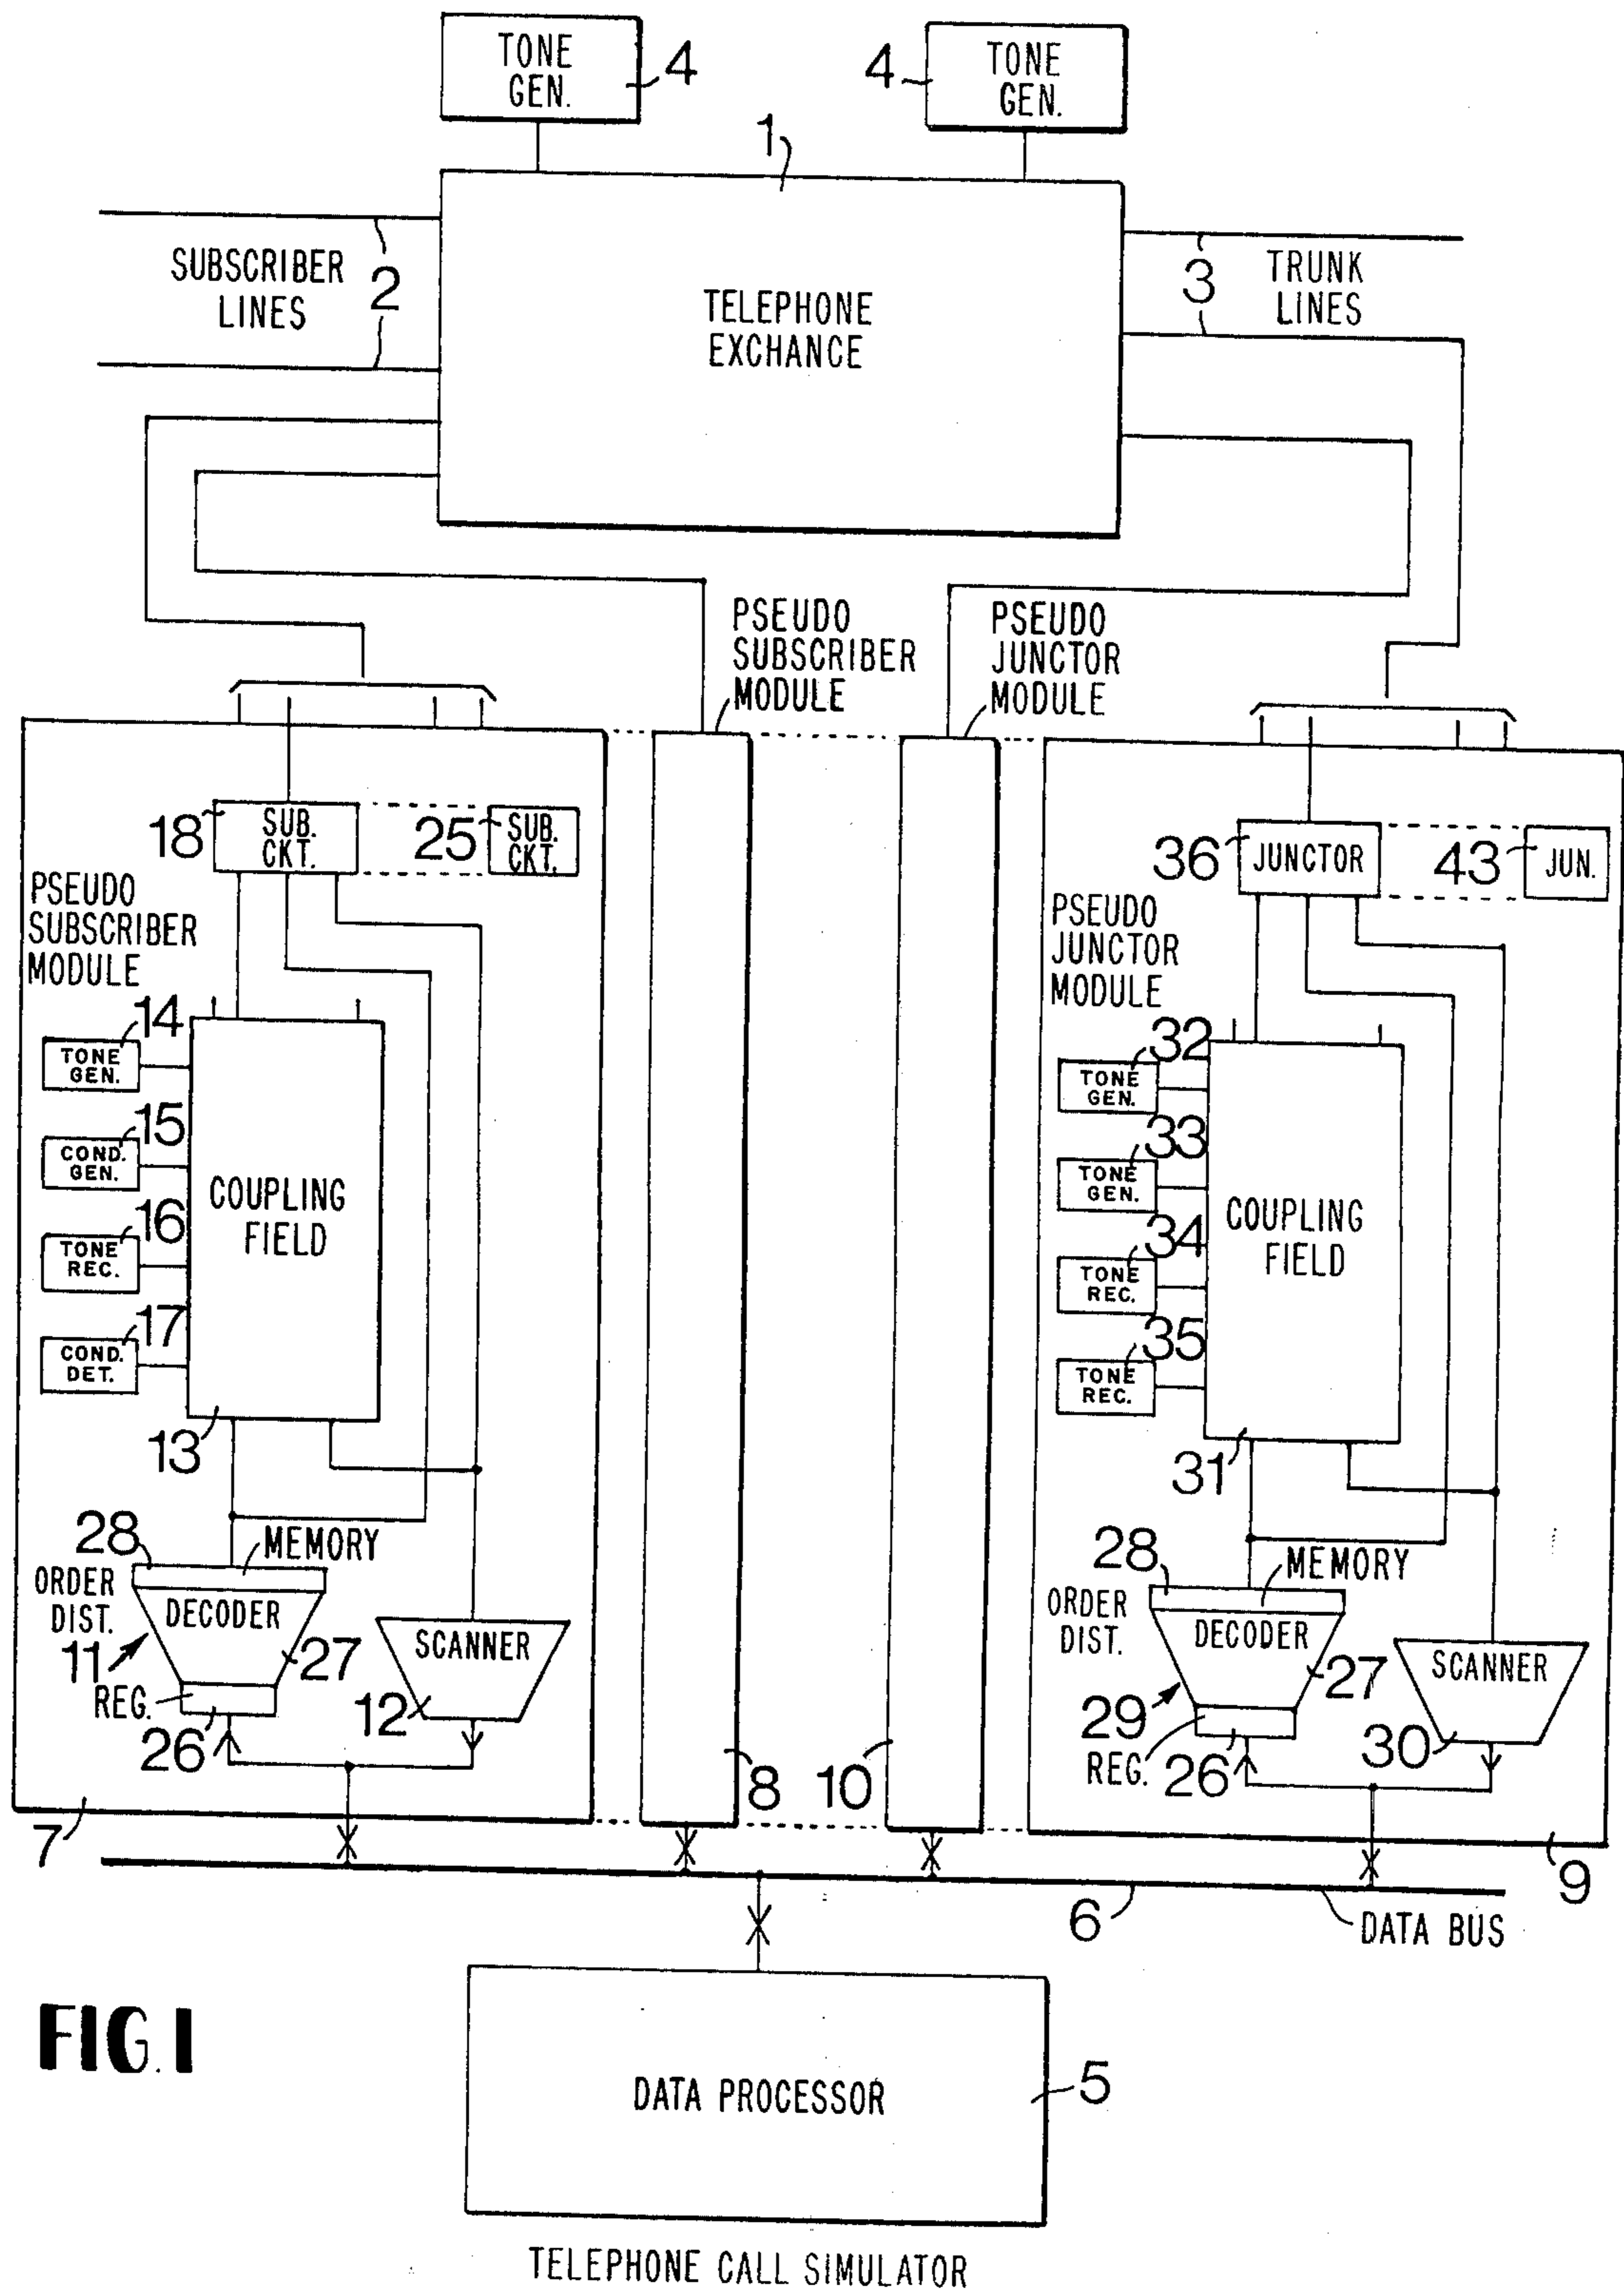 TONE
GEN.
4
4
TONE
GEN.
1
SUBSCRIBER
LINES
2
TELEPHONE
EXCHANCE
3
TRUNK
LINES
PSEUDO
SUBSCRIBER
MODULE
PSEUDO
JUNCTOR
MODULE
18
SUB.
CKT.
25
SUB.
CKT.
PSEUDO
SUBSCRIBER
MODULE
14
TONE
GEN.
15
COND.
GEN.
16
TONE
REC.
17
COND.
DET.
COUPLING
FIELD
13
28
MEMORY
ORDER
DIST.
11
DECODER
27
REG.
26
SCANNER
12
7
8
10
36
JUNCTOR
43
JUN.
PSEUDO
JUNCTOR
MODULE
32
TONE
GEN.
33
TONE
GEN.
34
TONE
REC.
35
TONE
REC.
COUPLING
FIELD
31
28
MEMORY
ORDER
DIST.
29
DECODER
27
REG.
26
SCANNER
30
9
6
DATA BUS
FIG.1
DATA PROCESSOR
5
TELEPHONE CALL SIMULATOR